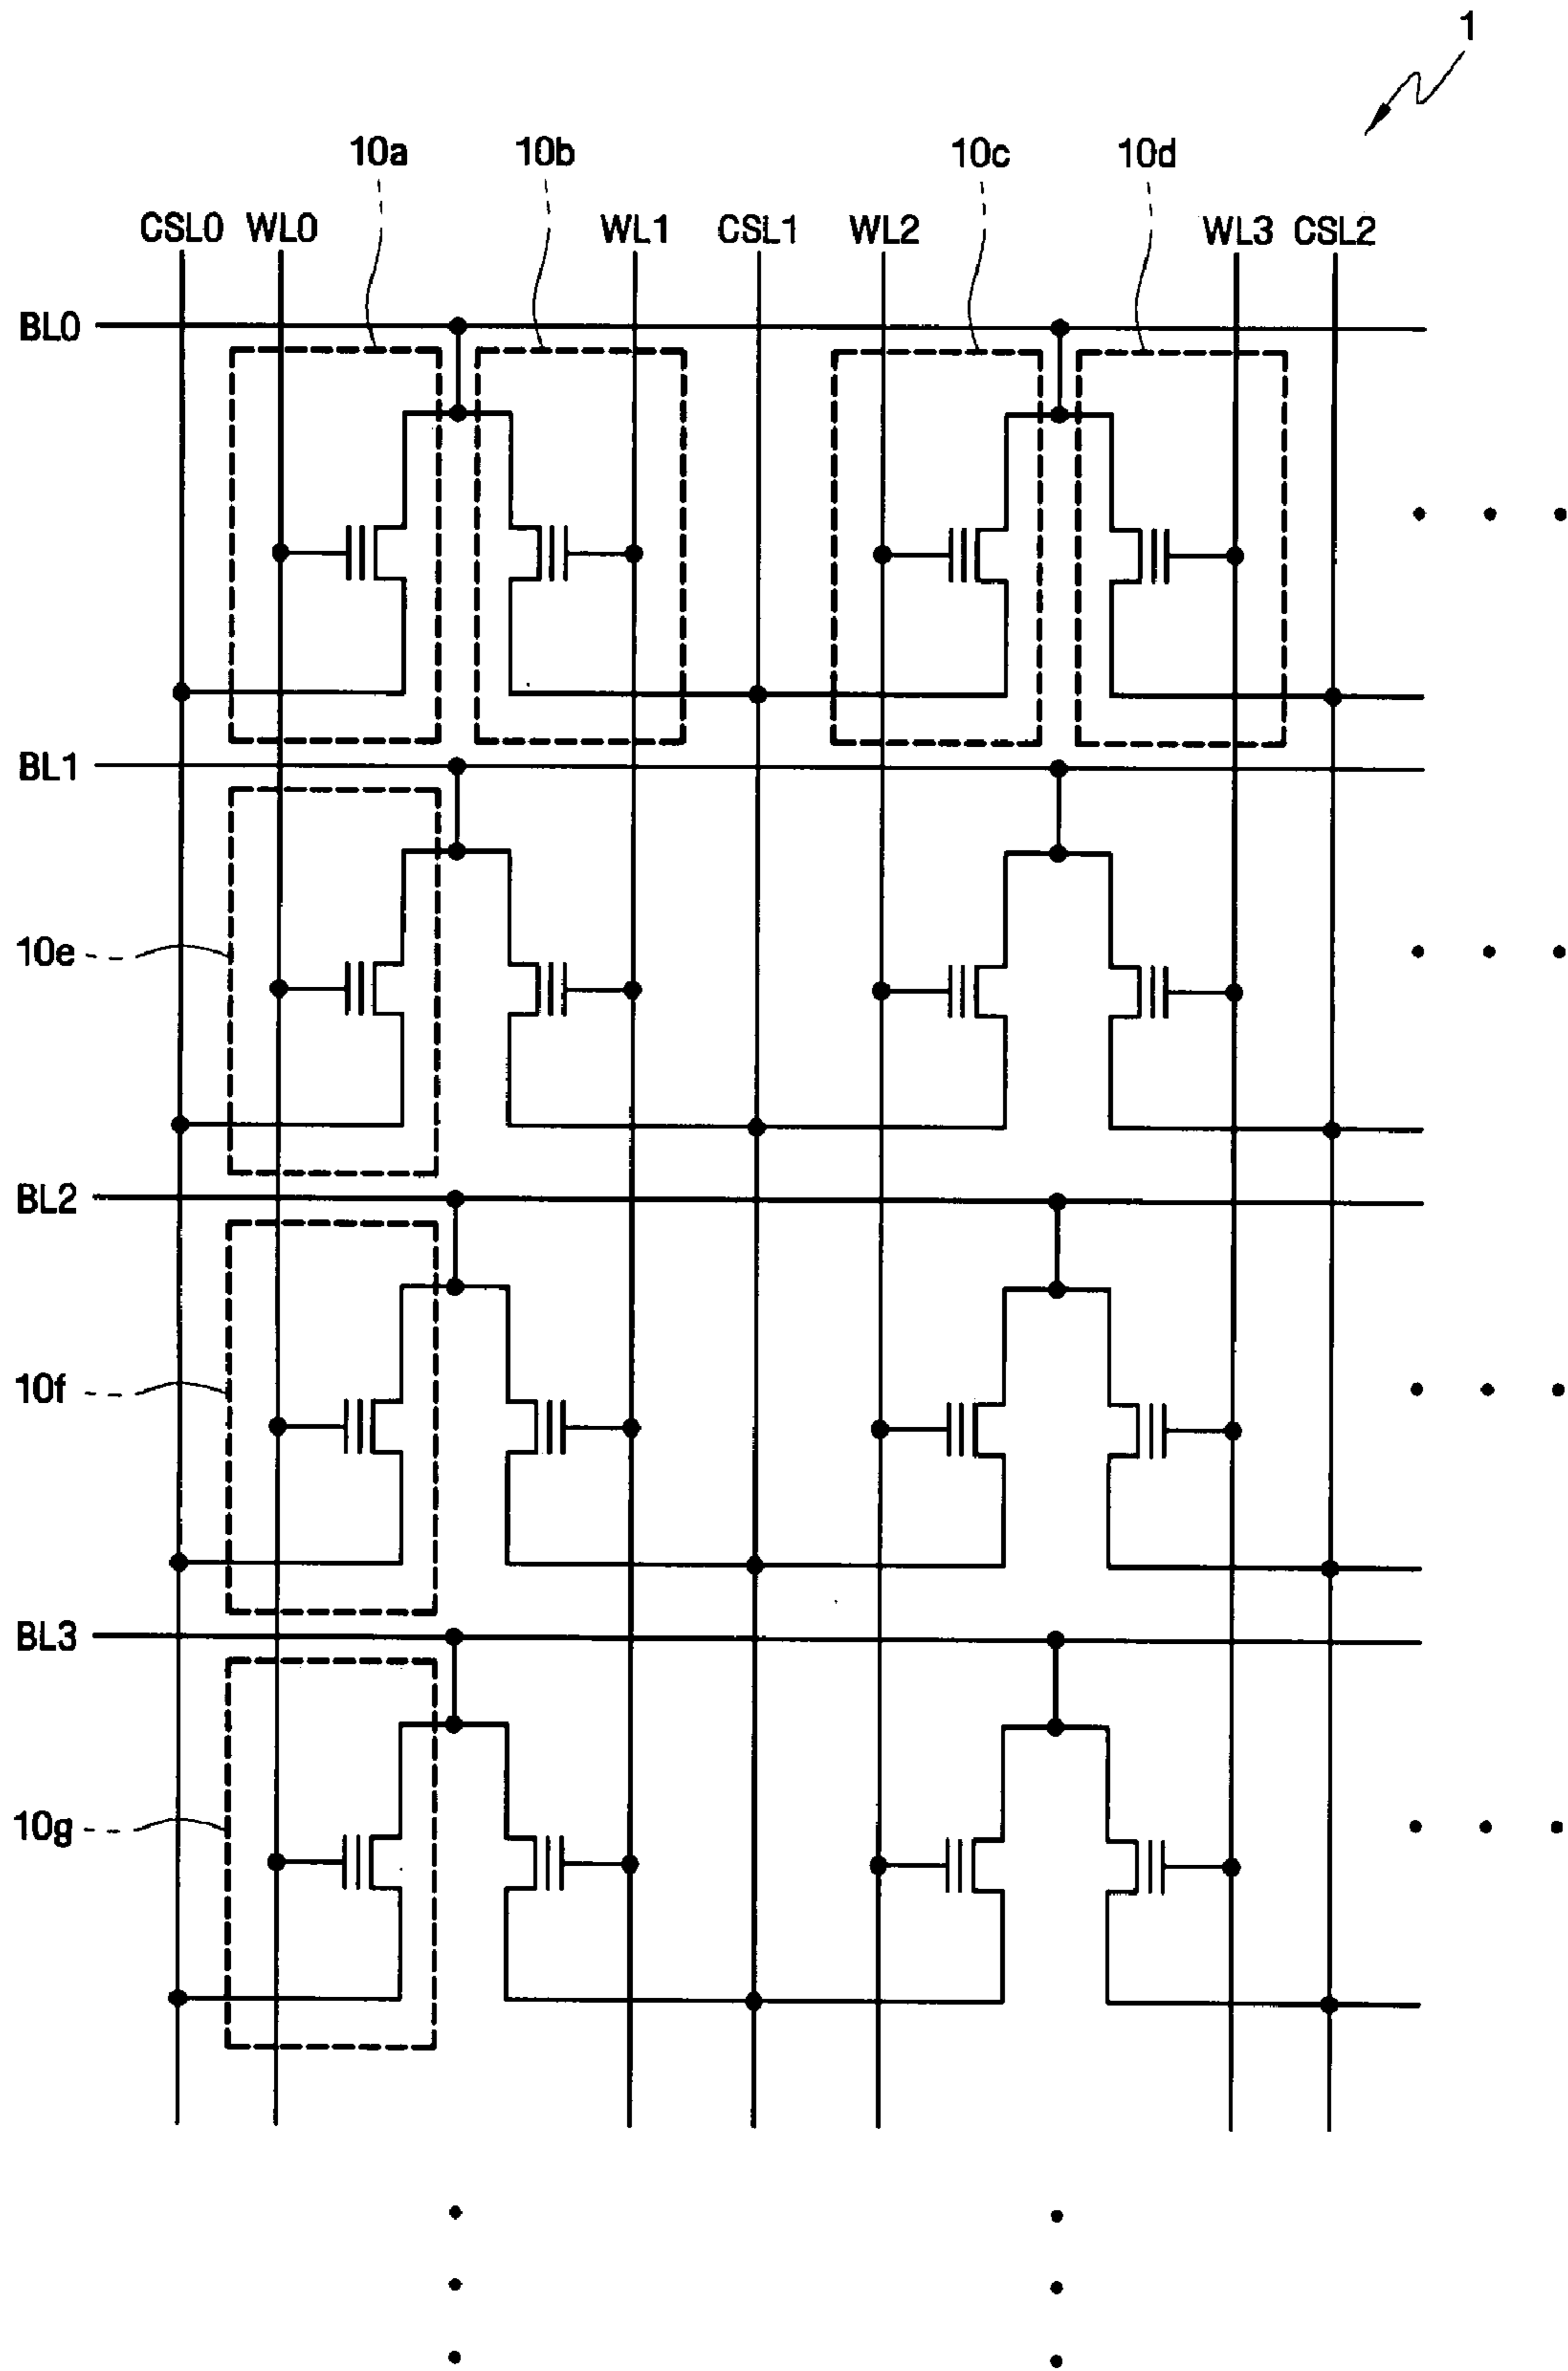 1
10a 10b 10c 10d
CSL0 WL0 WL1 CSL1 WL2 WL3 CSL2
BL0
BL1
10e
BL2
10f
BL3
10g